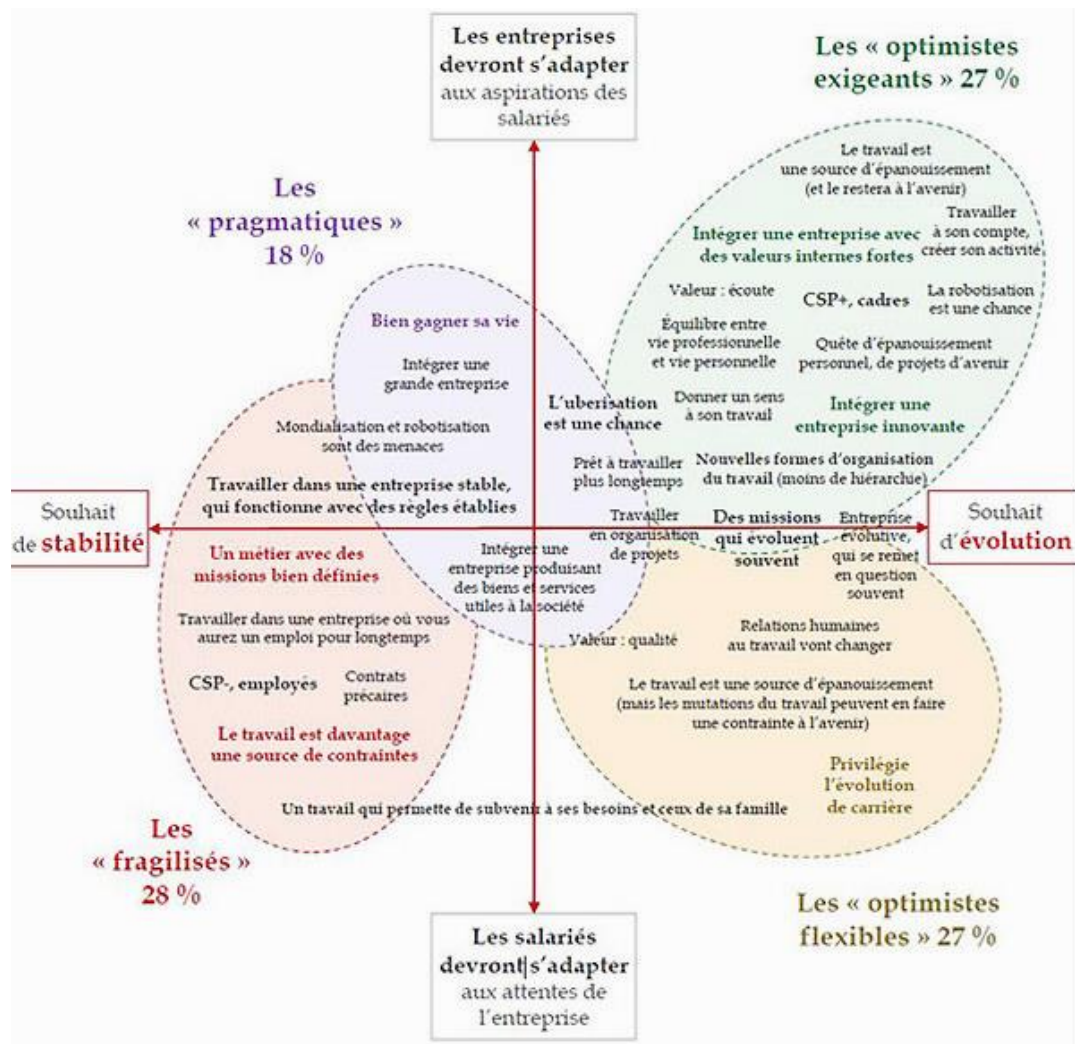 Les entreprises
devront s'adapter
aux aspirations des
salariés
Les « optimistes
exigeants » 27 %
Les
« pragmatiques »
18 %
Le travail est
une source d'épanouissement
(et le restera à l'avenir)
Travailler
à son compte,
créer son activité
Intégrer une entreprise avec
des valeurs internes fortes
Valeur : écoute
CSP+, cadres
La robotisation
est une chance
Équilibre entre
vie professionnelle
et vie personnelle
Quête d'épanouissement
personnel, de projets d'avenir
Donner un sens
à son travail
Intégrer une
entreprise innovante
Bien gagner sa vie
Intégrer une
grande entreprise
L'uberisation
est une chance
Mondialisation et robotisation
sont des menaces
Prêt à travailler
plus longtemps
Nouvelles formes d'organisation
du travail (moins de hiérarchie)
Travailler dans une entreprise stable,
qui fonctionne avec des règles établies
Souhait
de stabilité
Souhait
d'évolution
Travailler
en organisation
de projets
Des missions
qui évoluent
souvent
Entreprise
évolutive,
qui se remet
en question
souvent
Un métier avec des
missions bien définies
Intégrer une
entreprise produisant
des biens et services
utiles à la société
Travailler dans une entreprise où vous
aurez un emploi pour longtemps
Valeur : qualité
Relations humaines
au travail vont changer
CSP-, employés
Contrats
précaires
Le travail est une source d'épanouissement
(mais les mutations du travail peuvent en faire
une contrainte à l'avenir)
Le travail est davantage
une source de contraintes
Privilégie
l'évolution
de carrière
Un travail qui permette de subvenir à ses besoins et ceux de sa famille
Les
« fragilisés »
28 %
Les « optimistes
flexibles » 27 %
Les salariés
devront s'adapter
aux attentes de
l'entreprise